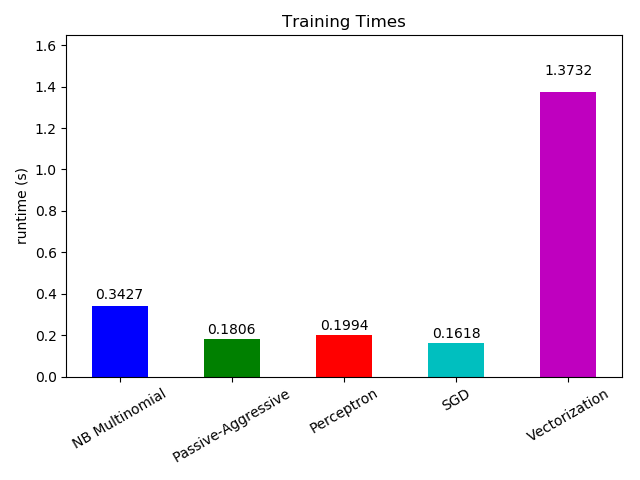 Training Times
runtime (s)
1.6
1.4
1.2
1.0
0.8
0.6
0.4
0.2
0.0
0.3427
0.1806
0.1994
0.1618
1.3732
NB Multinomial
Passive-Aggressive
Perceptron
SGD
Vectorization